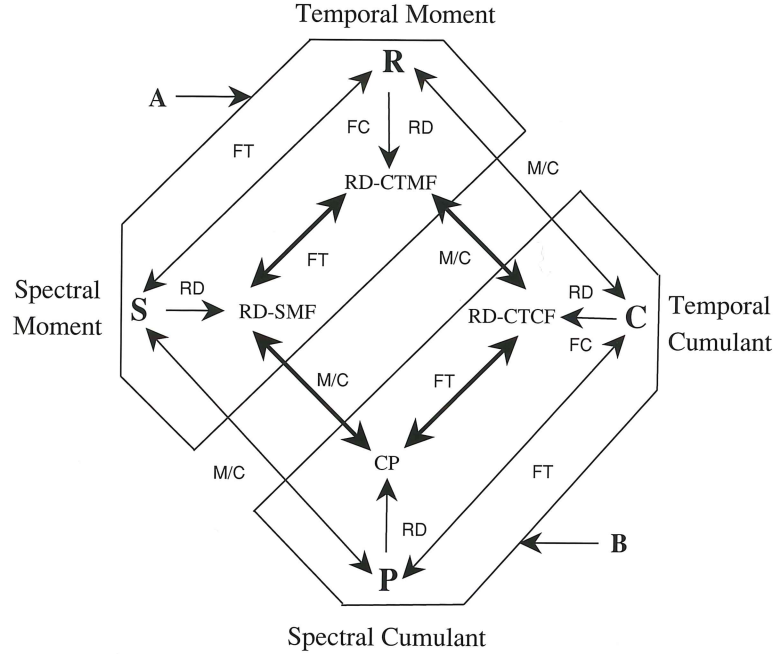 Temporal Moment
R
A
FC RD
FT
RD-CTMF
M/C
FT
M/C
Spectral
Moment
S
RD
RD-SMF
RD-CTCF
RD
FC
C
Temporal
Cumulant
M/C
FT
CP
M/C
FT
RD
B
P
Spectral Cumulant